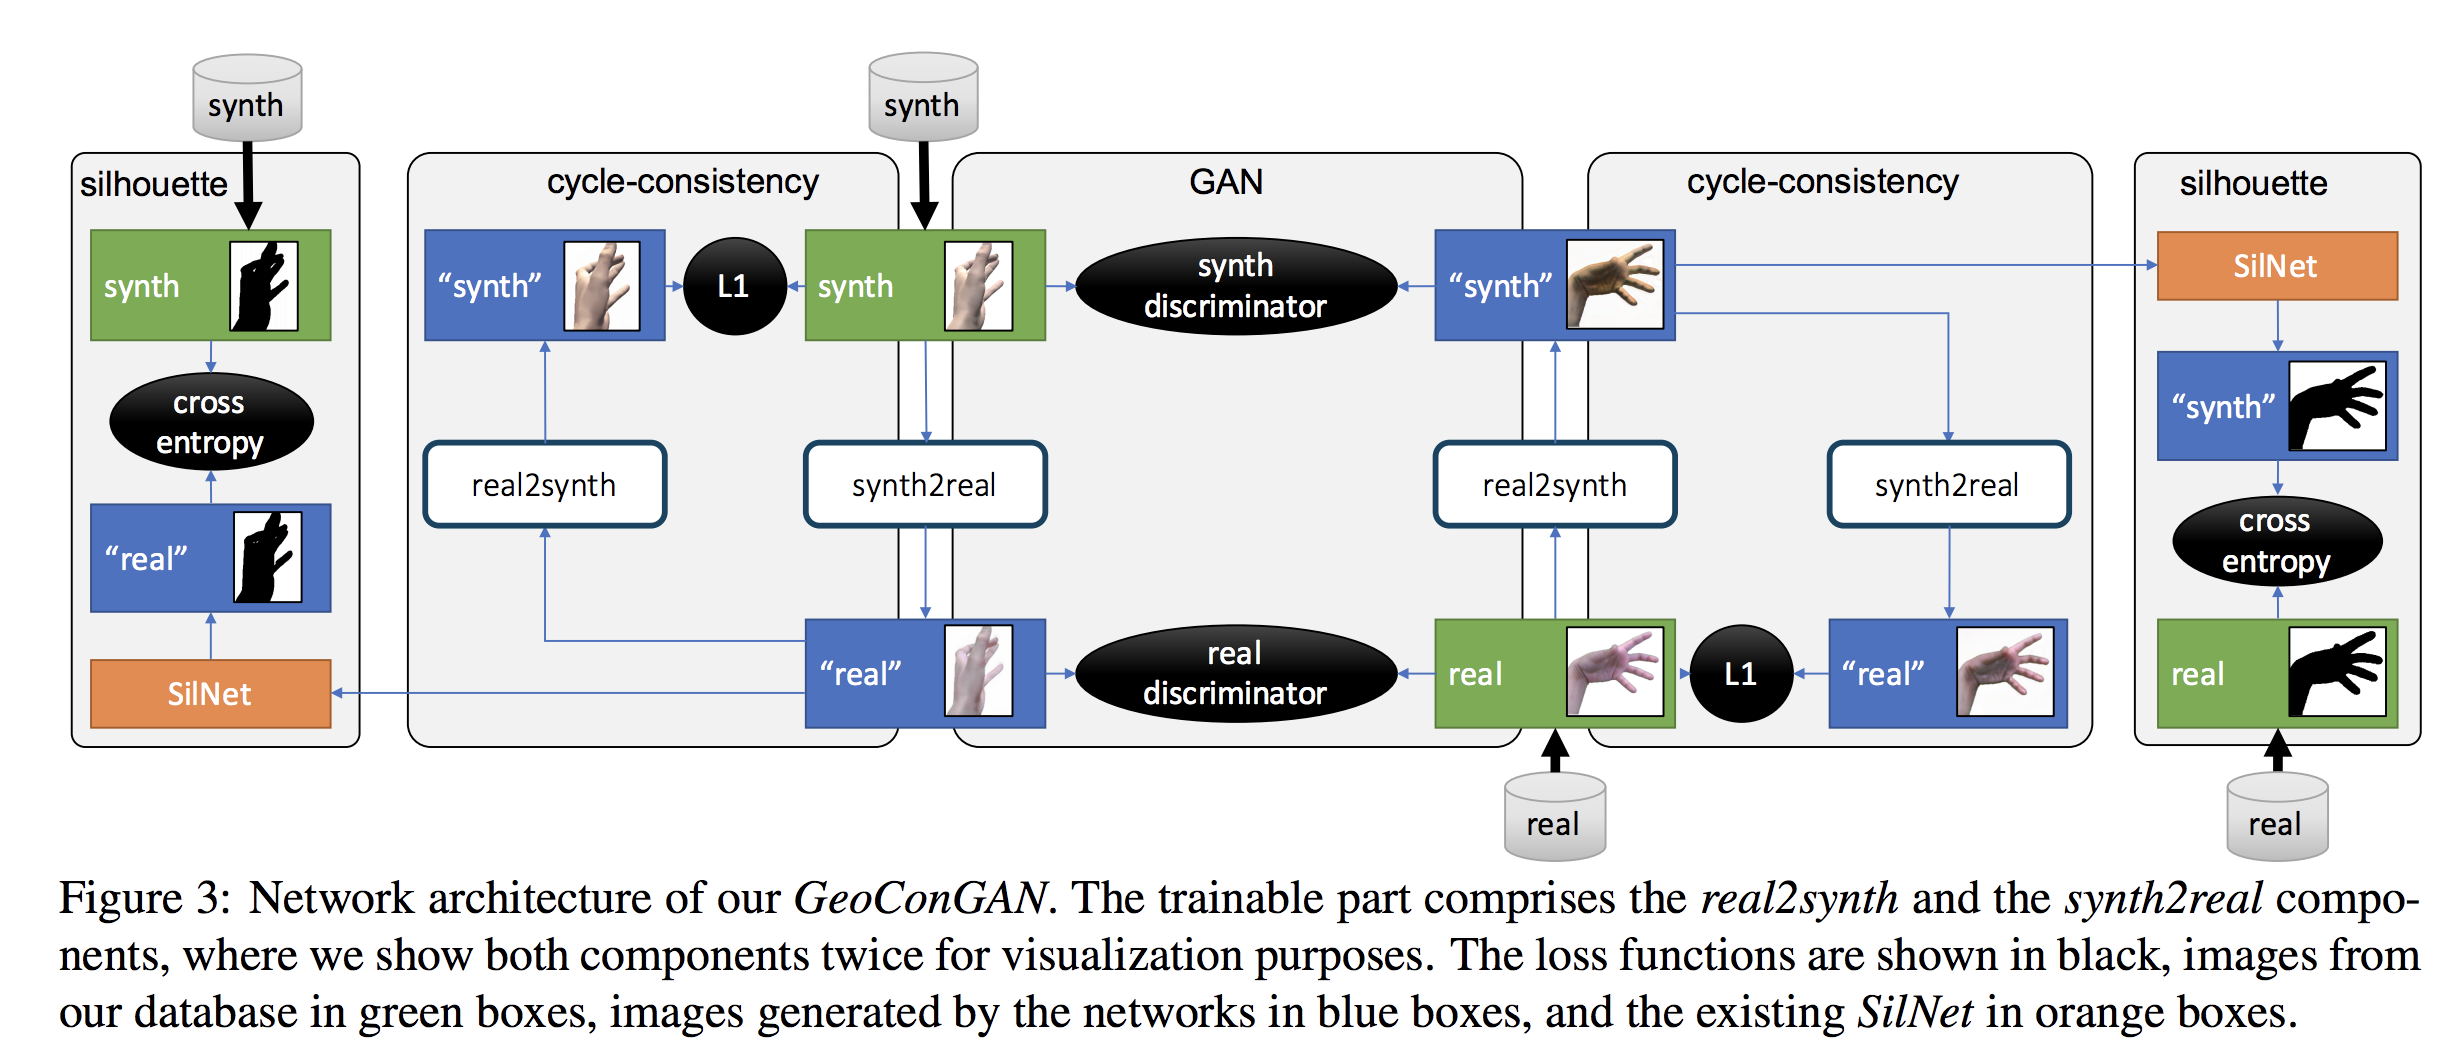 synth
synth
silhouette
cycle-consistency
GAN
cycle-consistency
silhouette
synth
“synth”
L1
synth
synth
discriminator
“synth”
SilNet
cross
entropy
“synth”
real2synth
synth2real
real2synth
synth2real
cross
entropy
“real”
SilNet
“real”
real
discriminator
real
L1
“real”
real
real
real
Figure 3: Network architecture of our GeoConGAN. The trainable part comprises the real2synth and the synth2real compo-
nents, where we show both components twice for visualization purposes. The loss functions are shown in black, images from
our database in green boxes, images generated by the networks in blue boxes, and the existing SilNet in orange boxes.